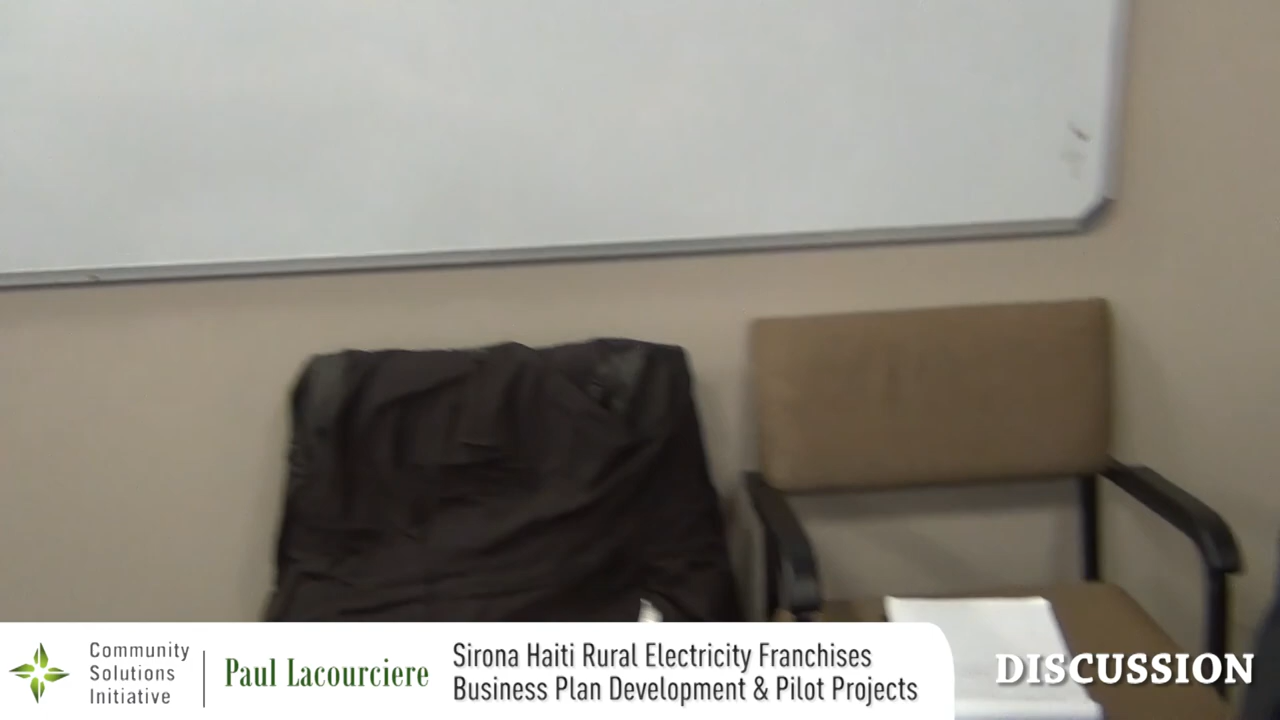 Community
Solutions
Initiative
Paul Lacourciere
Sirona Haiti Rural Electricity Franchises
Business Plan Development & Pilot Projects
DISCUSSION